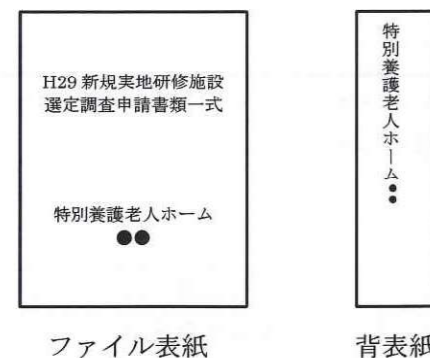 H29 新規実地研修施設
選定調査申請書類一式
特別養護老人ホーム
●●
ファイル表紙
特別養護老人ホーム●●
背表紙